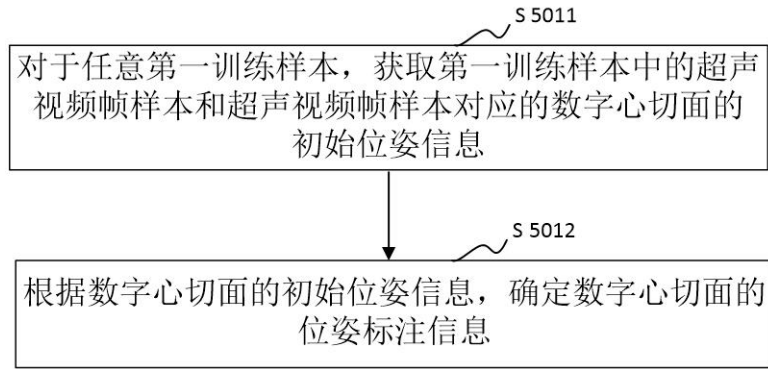 S 5011
对于任意第一训练样本，获取第一训练样本中的超声
视频帧样本和超声视频帧样本对应的数字心切面的
初始位姿信息
S 5012
根据数字心切面的初始位姿信息，确定数字心切面的
位姿标注信息